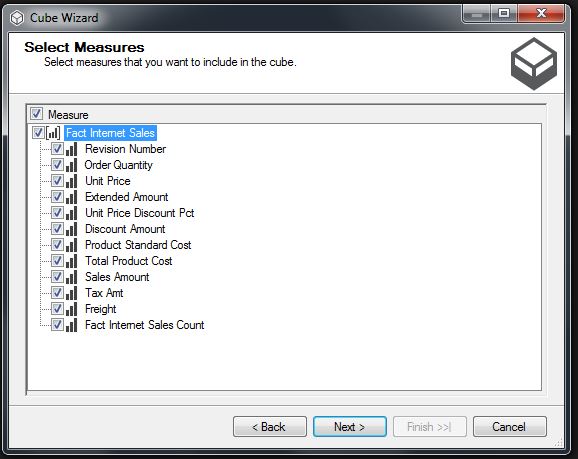 Cube Wizard
Select Measures
Select measures that you want to include in the cube.
Measure
Fact Internet Sales
Revision Number
Order Quantity
Unit Price
Extended Amount
Unit Price Discount Pct
Discount Amount
Product Standard Cost
Total Product Cost
Sales Amount
Tax Amt
Freight
Fact Internet Sales Count
< Back Next > Finish >>| Cancel